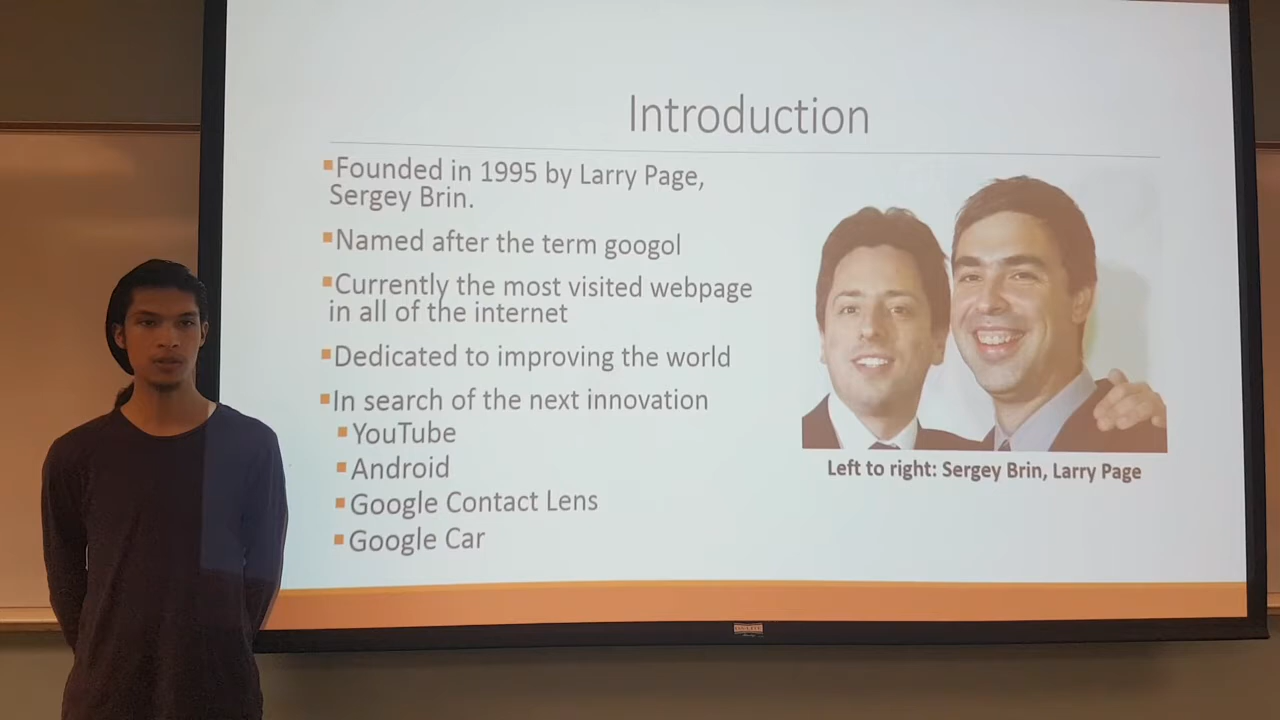 Introduction
Founded in 1995 by Larry Page,
Sergey Brin.
Named after the term googol
Currently the most visited webpage
in all of the internet
Dedicated to improving the world
In search of the next innovation
YouTube
Android
Google Contact Lens
Google Car
Left to right: Sergey Brin, Larry Page